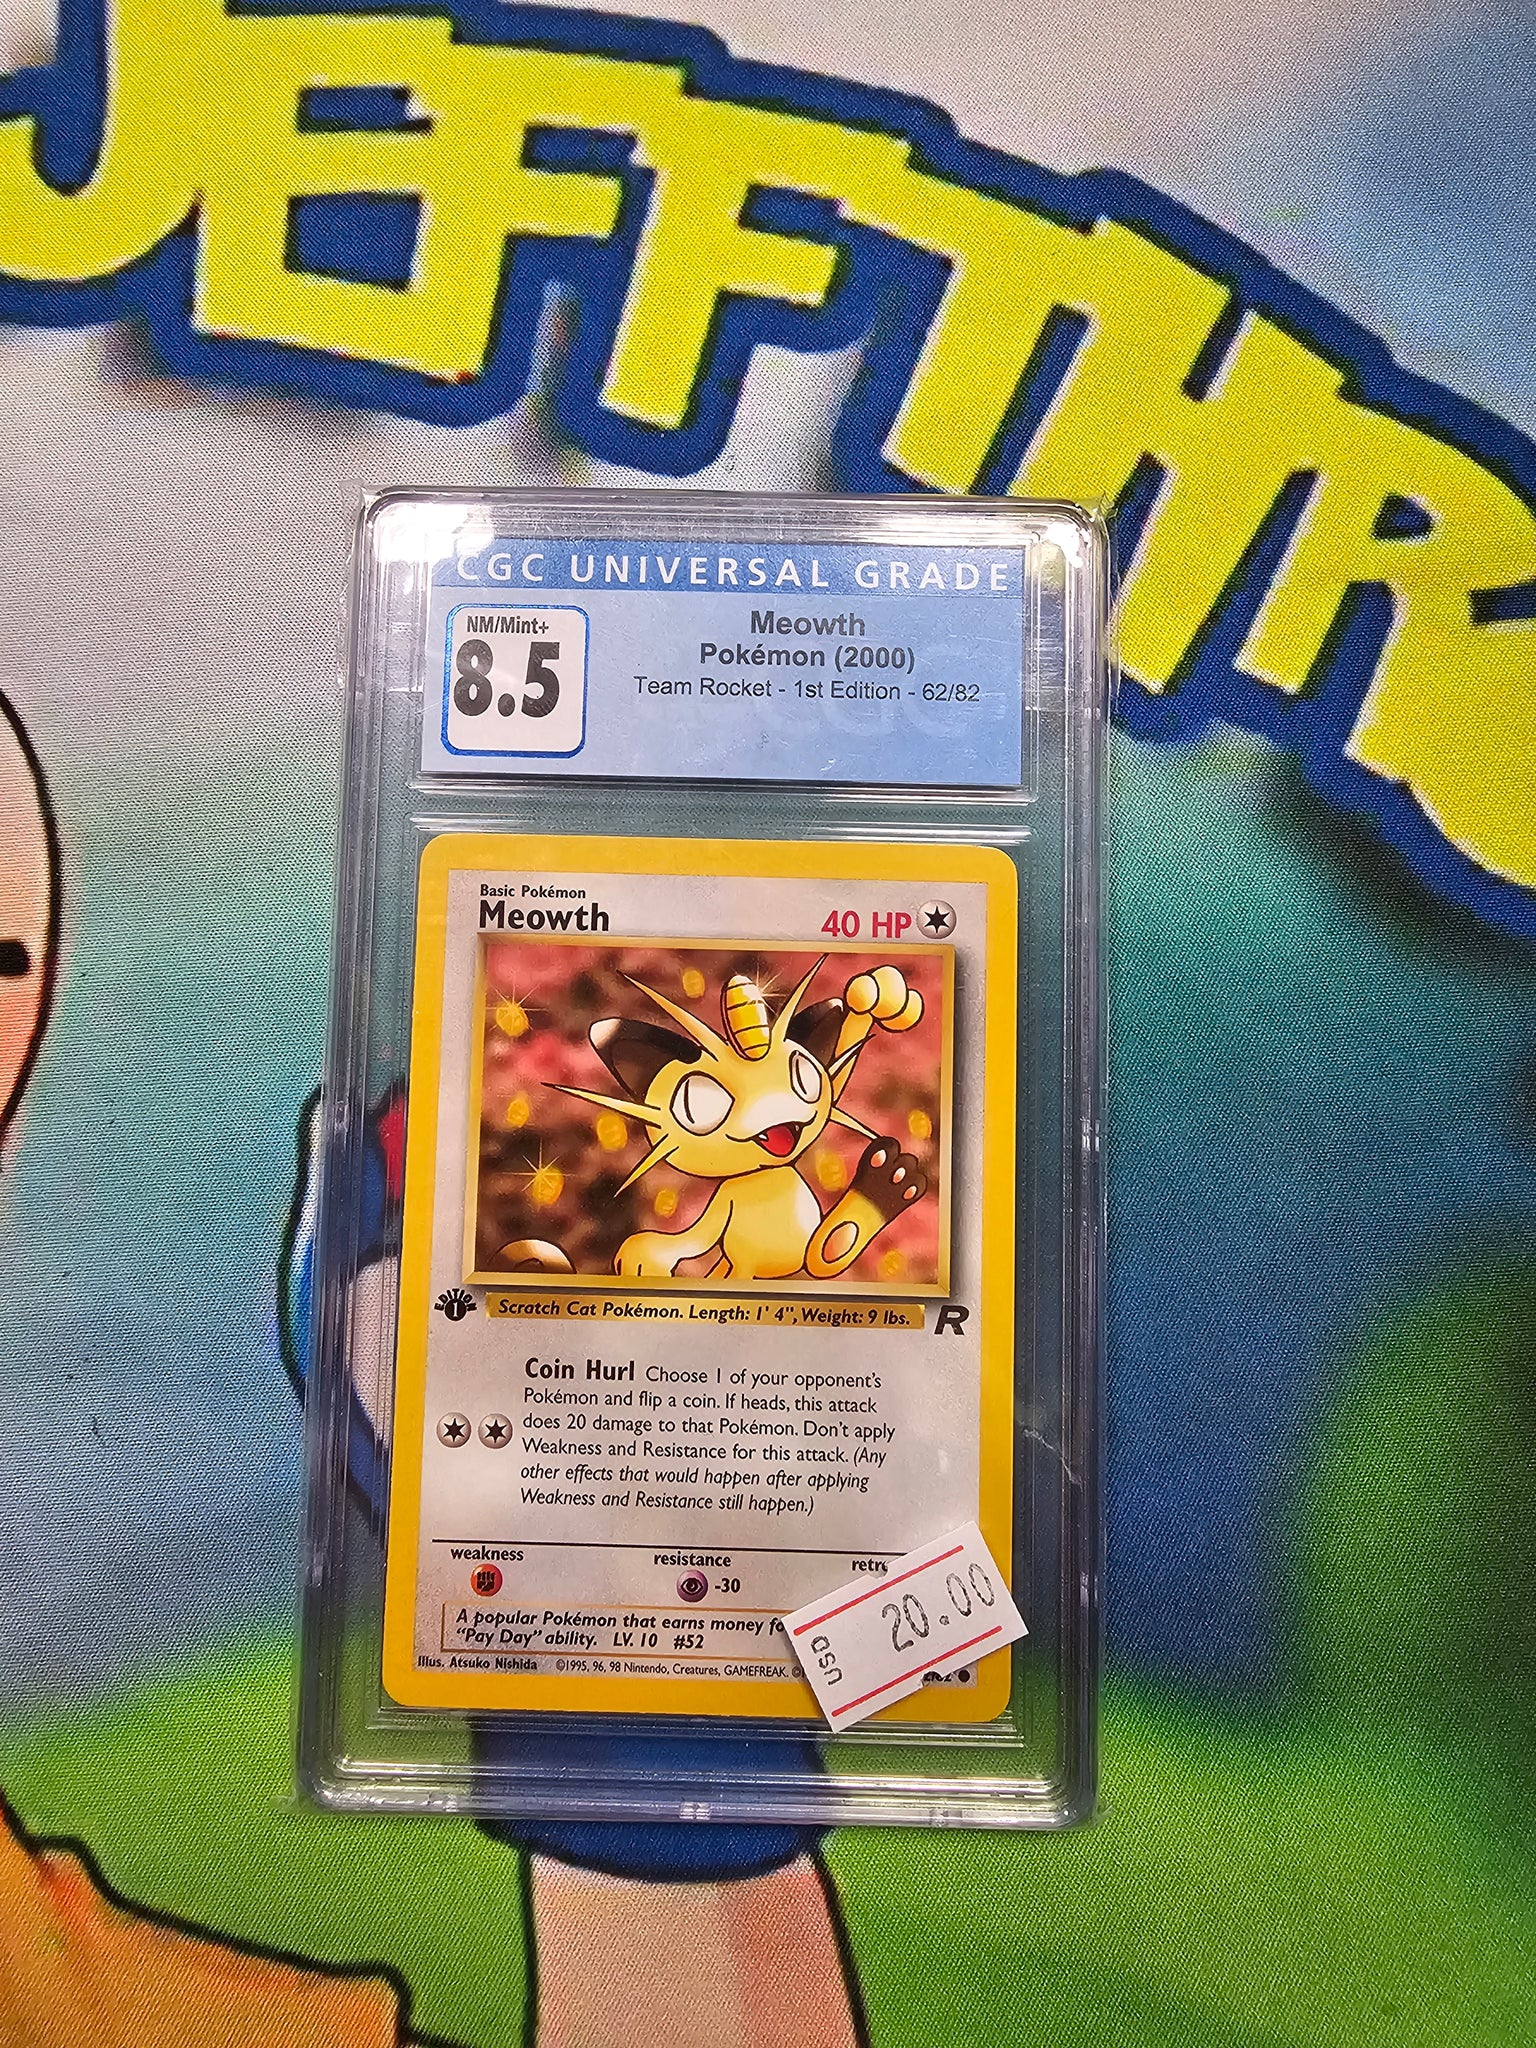 JEFFTHR
CGC UNIVERSAL GRADE
NM/Mint+
8.5
Meowth
Pokémon (2000)
Team Rocket - 1st Edition - 62/82
Basic Pokémon
Meowth
40 HP
EDITION
1
Scratch Cat Pokémon. Length: 1' 4", Weight: 9 lbs.
R
Coin Hurl Choose 1 of your opponent's
Pokémon and flip a coin. If heads, this attack
does 20 damage to that Pokémon. Don't apply
Weakness and Resistance for this attack. (Any
other effects that would happen after applying
Weakness and Resistance still happen.)
weakness
resistance
retr
-30
A popular Pokémon that earns money fo
"Pay Day" ability. LV. 10 #52
Illus. Atsuko Nishida ©1995, 96, 98 Nintendo, Creatures, GAMEFREAK. ©
USD
20.00